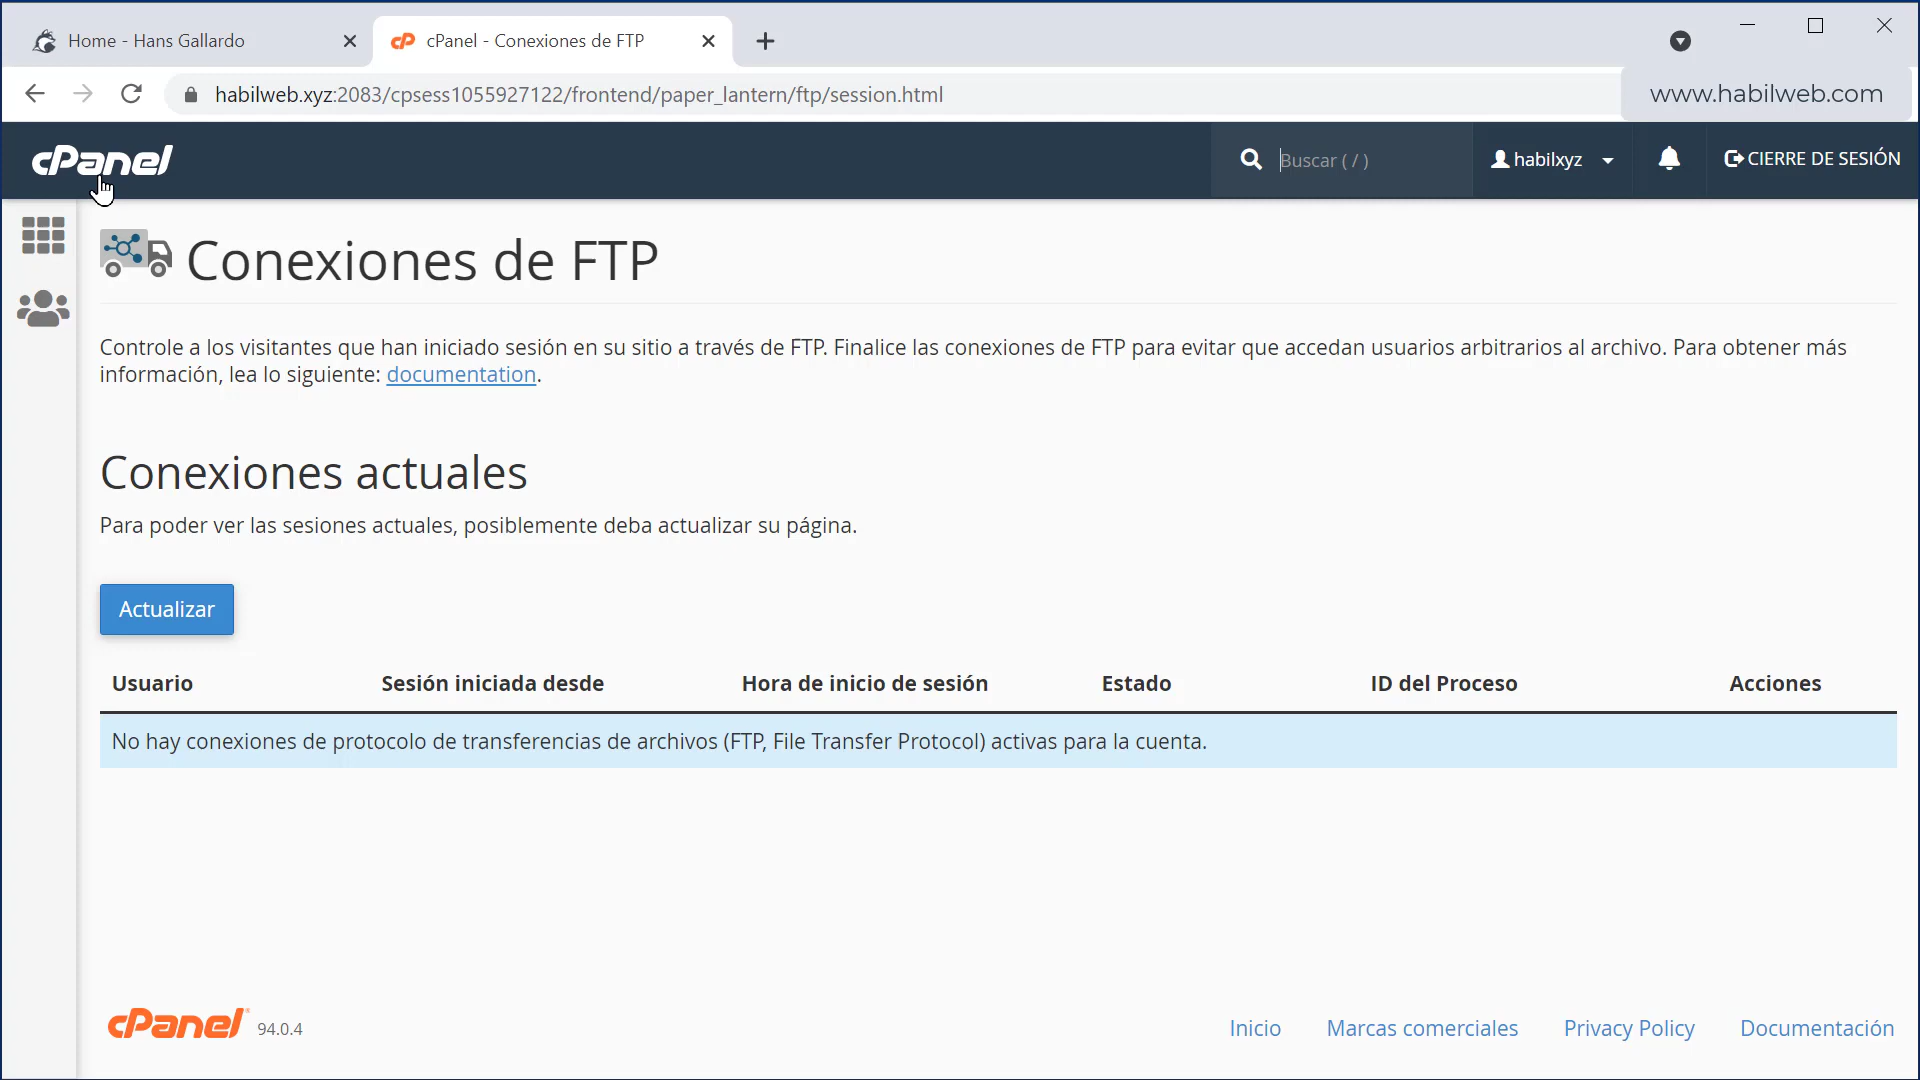 Home - Hans Gallardo
cPanel - Conexiones de FTP
habilweb.xyz:2083/cpsess1055927122/frontend/paper_lantern/ftp/session.html
www.habilweb.com
cPanel
Buscar ( / )
habilxyz
CIERRE DE SESIÓN
Conexiones de FTP
Controle a los visitantes que han iniciado sesión en su sitio a través de FTP. Finalice las conexiones de FTP para evitar que accedan usuarios arbitrarios al archivo. Para obtener más
información, lea lo siguiente: documentation.
Conexiones actuales
Para poder ver las sesiones actuales, posiblemente deba actualizar su página.
Actualizar
Usuario Sesión iniciada desde Hora de inicio de sesión Estado ID del Proceso Acciones
No hay conexiones de protocolo de transferencias de archivos (FTP, File Transfer Protocol) activas para la cuenta.
cPanel 94.0.4
Inicio Marcas comerciales Privacy Policy Documentación